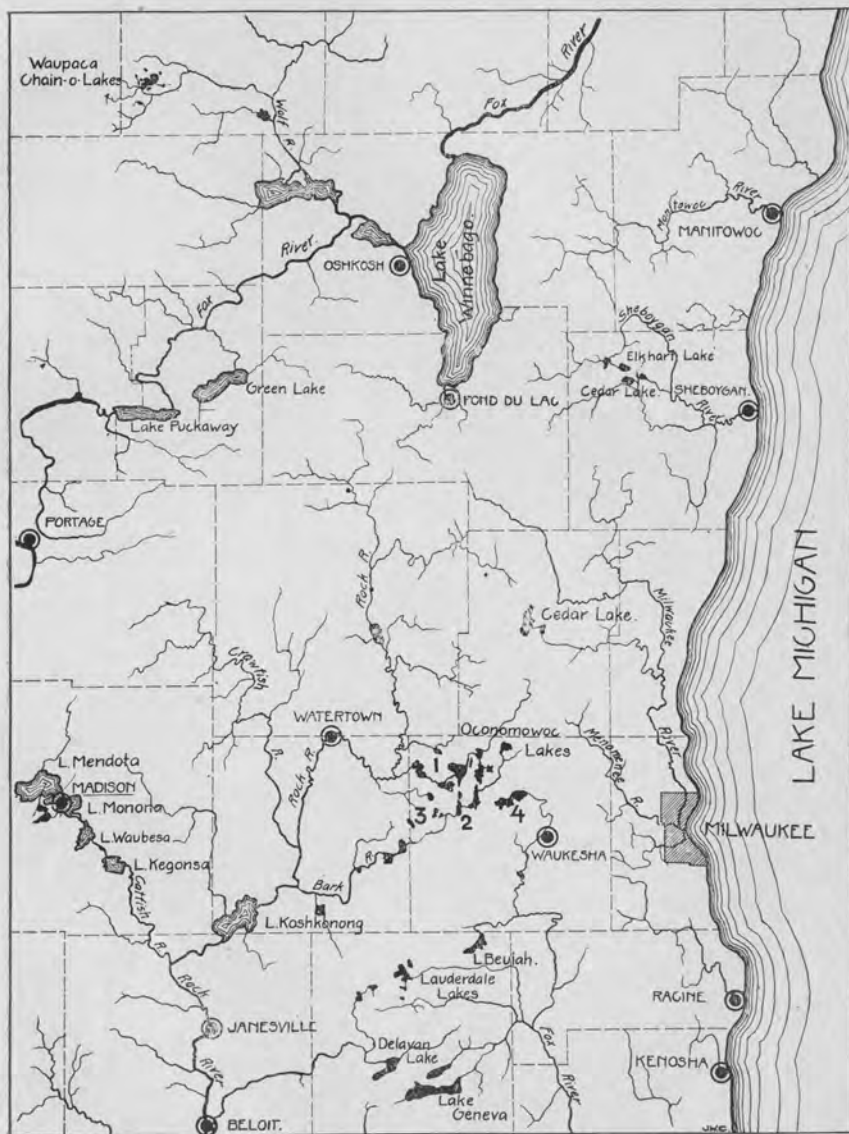 Waupaca
Chain-o-Lakes
Wolf
R.
Fox
River
Manitowoc
River
MANITOWOC
Lake
Winnebago.
OSHKOSH
Fox
River.
Sheboygan
Elkhart Lake
Cedar Lake.
SHEBOYGAN.
River
Green Lake
FOND DU LAC
Lake Puckaway
PORTAGE
Rock R.
LAKE MICHIGAN
Cedar Lake.
Milwaukee
River
Crawfish
R.
WATERTOWN
Rock R.
Oconomowoc
Lakes
1
1
3
2
4
Menomonee
R.
MILWAUKEE
WAUKESHA
L. Mendota
MADISON
L. Monona
L. Waubesa
L. Kegonsa
Catfish
R.
Bark
R.
L. Koshkonong
L. Beulah.
Lauderdale
Lakes
RACINE
Rock
JANESVILLE
River
Delavan
Lake
Fox
River
KENOSHA
Lake
Geneva
BELOIT.
J.W.C.